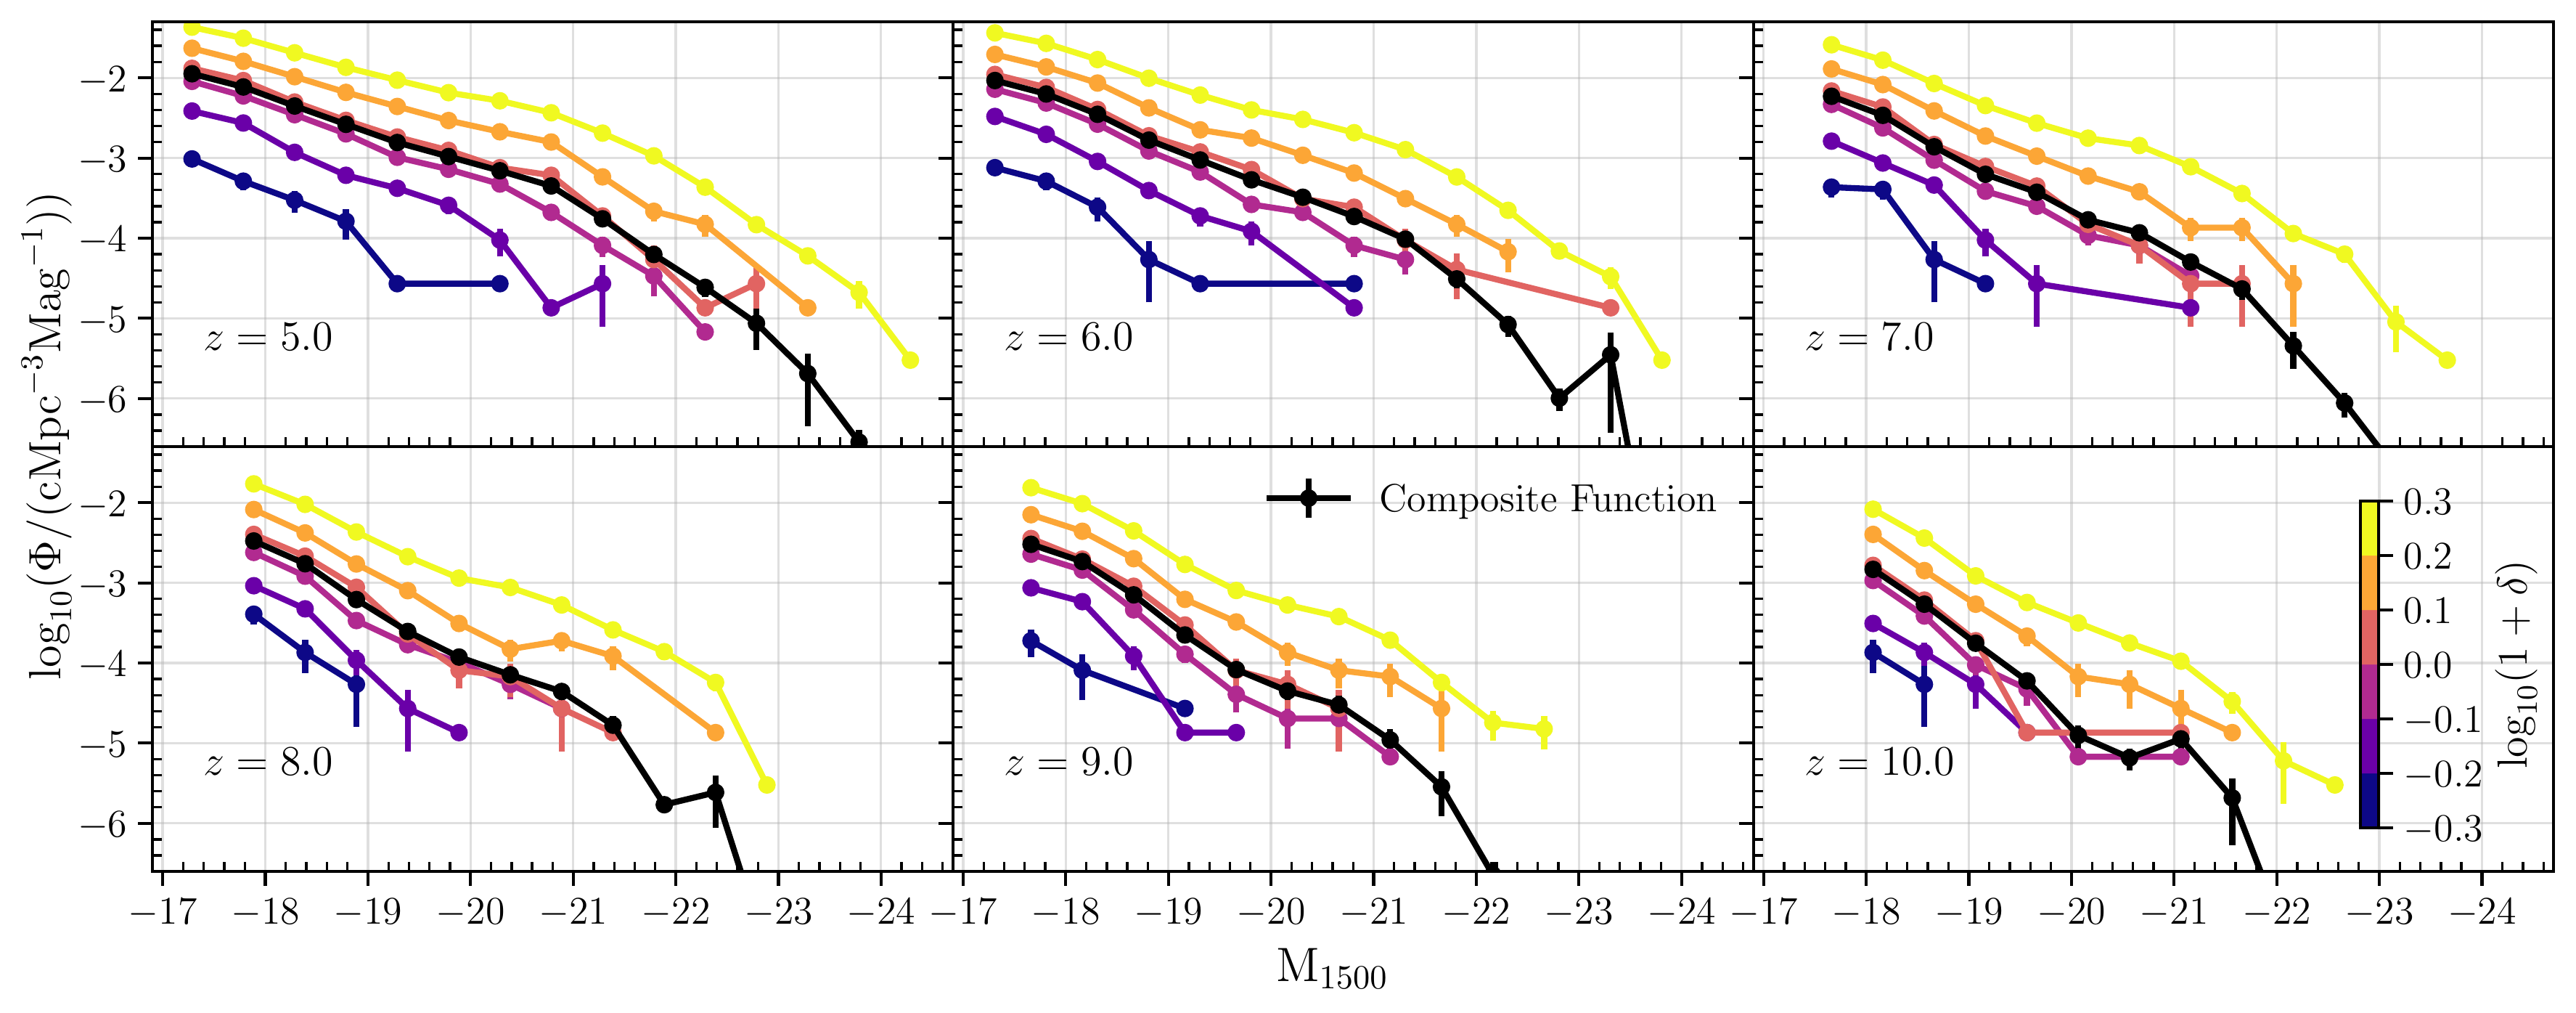 log₁₀(Φ/(cMpc⁻³Mag⁻¹))
−2
−3
−4
−5
−6
z = 5.0
z = 6.0
z = 7.0
−2
−3
−4
−5
−6
z = 8.0
Composite Function
z = 9.0
z = 10.0
0.3
0.2
0.1
0.0
−0.1
−0.2
−0.3
log₁₀(1 + δ)
−17 −18 −19 −20 −21 −22 −23 −24 −17 −18 −19 −20 −21 −22 −23 −24 −17 −18 −19 −20 −21 −22 −23 −24
M₁₅₀₀